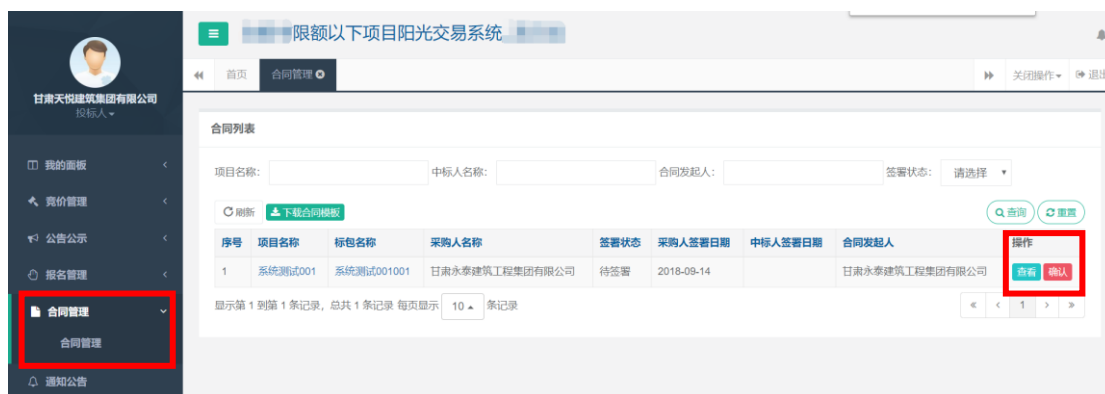 限额以下项目阳光交易系统
首页 合同管理 关闭操作 退出
甘肃天悦建筑集团有限公司
投标人
合同列表
我的面板
项目名称: 中标人名称: 合同发起人: 签署状态: 请选择
竞价管理
刷新 下载合同模板 查询 重置
公告公示
序号 项目名称 标包名称 采购人名称 签署状态 采购人签署日期 中标人签署日期 合同发起人 操作
报名管理
1 系统测试001 系统测试001001 甘肃永泰建筑工程集团有限公司 待签署 2018-09-14 甘肃永泰建筑工程集团有限公司 查看 确认
合同管理
显示第 1 到第 1 条记录，总共 1 条记录 每页显示 10 条记录 « ‹ 1 › »
合同管理
通知公告